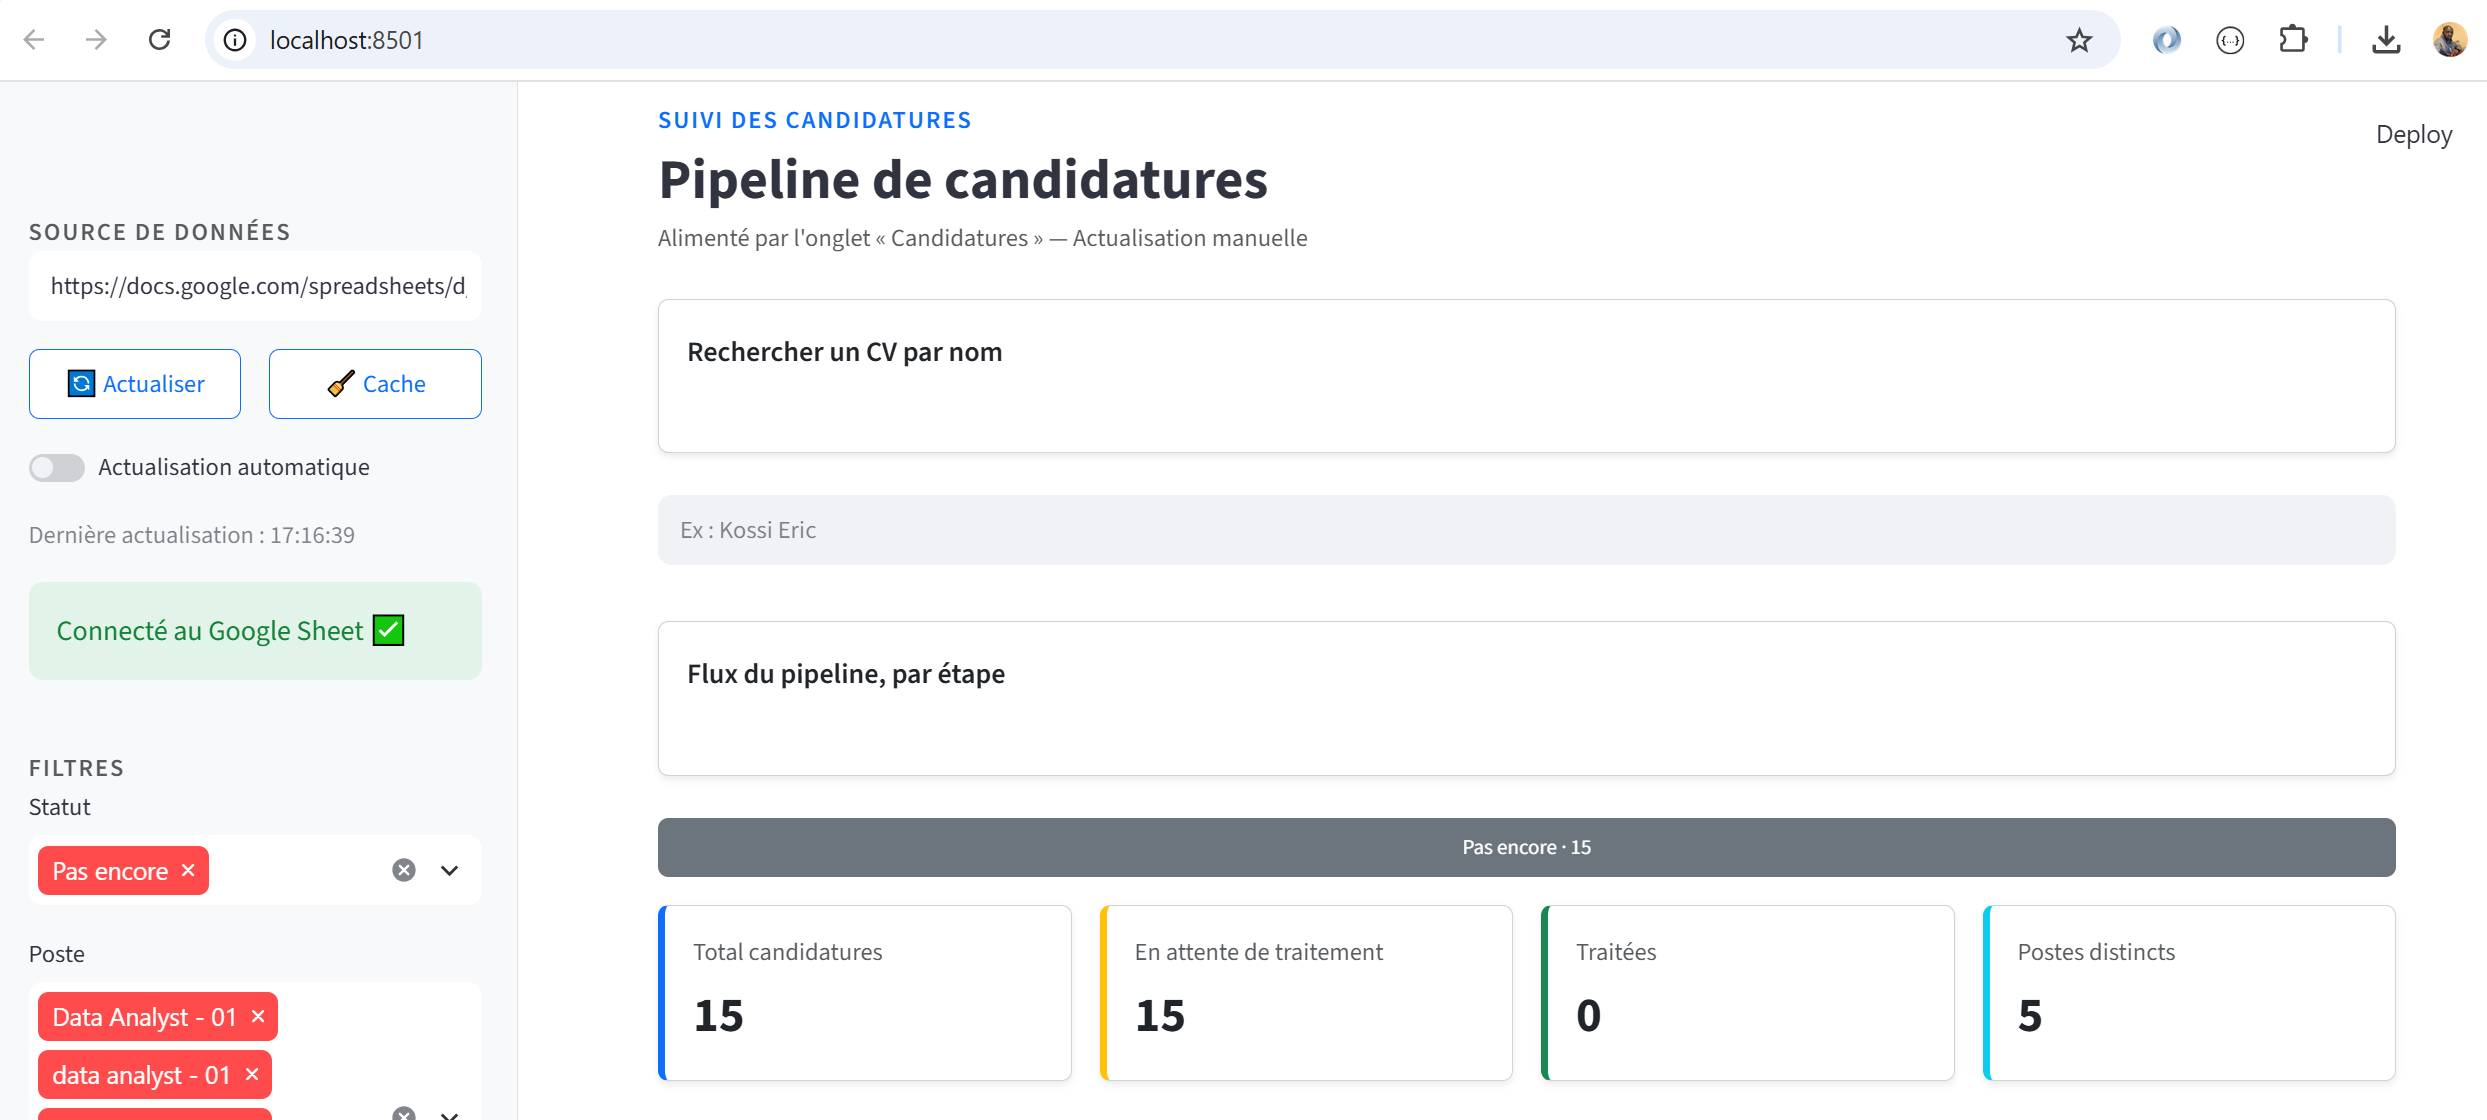 localhost:8501
SOURCE DE DONNÉES
https://docs.google.com/spreadsheets/d/
Actualiser
Cache
Actualisation automatique
Dernière actualisation : 17:16:39
Connecté au Google Sheet
FILTRES
Statut
Pas encore
Poste
Data Analyst - 01
data analyst - 01
Deploy
SUIVI DES CANDIDATURES
Pipeline de candidatures
Alimenté par l'onglet « Candidatures » — Actualisation manuelle
Rechercher un CV par nom
Ex : Kossi Eric
Flux du pipeline, par étape
Pas encore · 15
Total candidatures
15
En attente de traitement
15
Traitées
0
Postes distincts
5